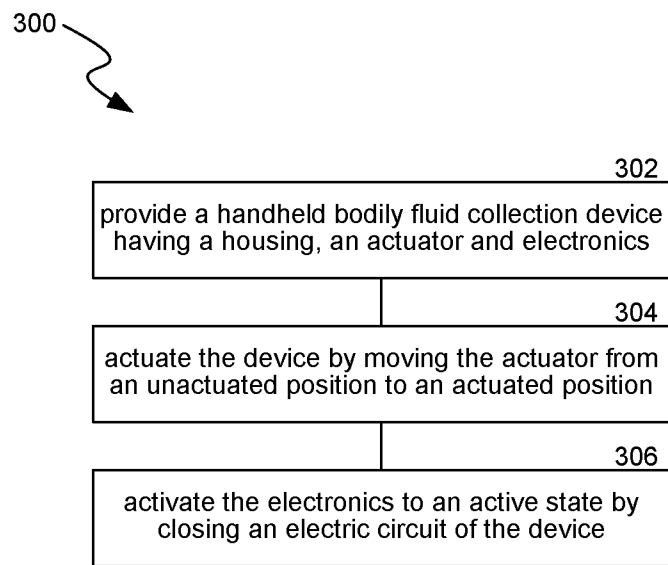 300
302
provide a handheld bodily fluid collection device
having a housing, an actuator and electronics
304
actuate the device by moving the actuator from
an unactuated position to an actuated position
306
activate the electronics to an active state by
closing an electric circuit of the device